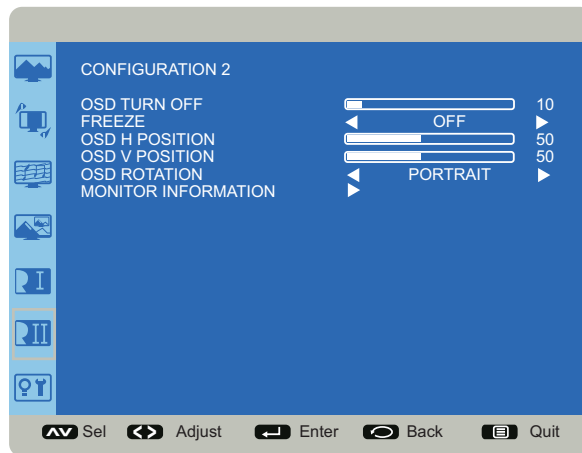 CONFIGURATION 2
OSD TURN OFF 10
FREEZE OFF
OSD H POSITION 50
OSD V POSITION 50
OSD ROTATION PORTRAIT
MONITOR INFORMATION
I
II
Sel Adjust Enter Back Quit